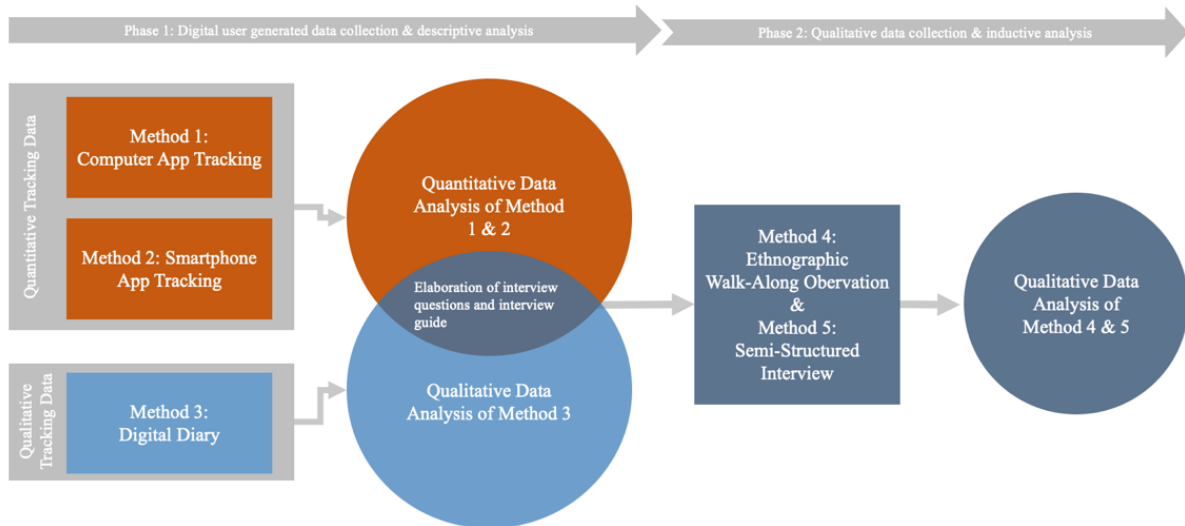 Phase 1: Digital user generated data collection & descriptive analysis
Phase 2: Qualitative data collection & inductive analysis
Quantitative Tracking Data
Method 1:
Computer App Tracking
Method 2: Smartphone
App Tracking
Qualitative
Tracking Data
Method 3:
Digital Diary
Quantitative Data
Analysis of Method
1 & 2
Elaboration of interview
questions and interview
guide
Qualitative Data
Analysis of Method 3
Method 4:
Ethnographic
Walk-Along Obervation
&
Method 5:
Semi-Structured
Interview
Qualitative Data
Analysis of
Method 4 & 5